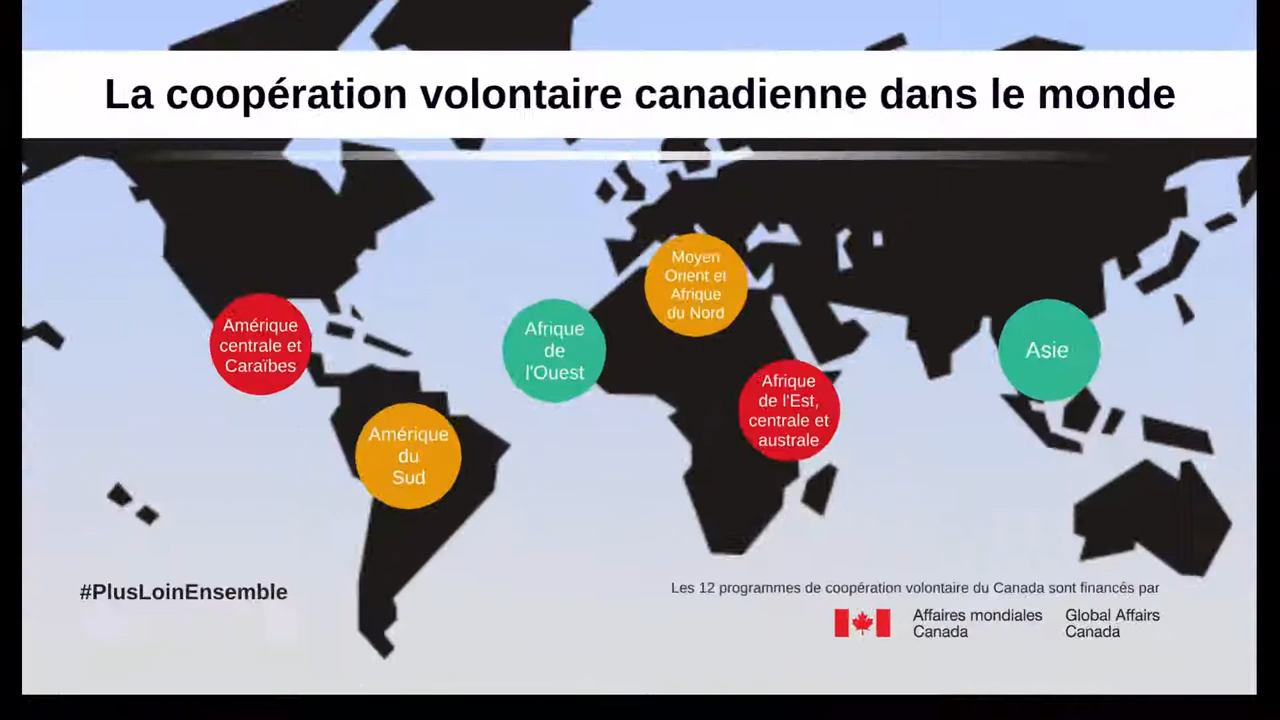 La coopération volontaire canadienne dans le monde
Moyen
Orient et
Afrique
du Nord
Amérique
centrale et
Caraïbes
Afrique
de
l'Ouest
Asie
Afrique
de l'Est,
centrale et
australe
Amérique
du
Sud
#PlusLoinEnsemble
Les 12 programmes de coopération volontaire du Canada sont financés par
Affaires mondiales
Canada
Global Affairs
Canada